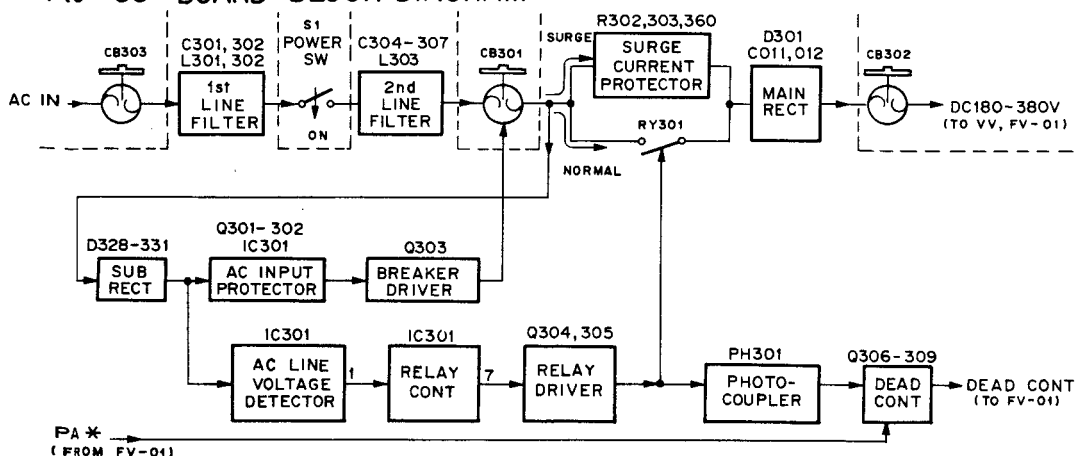 BOARD BLOCK DIAGRAM
AC IN
CB303
C301, 302
L301, 302
1st
LINE
FILTER
S1
POWER
SW
ON
C304-307
L303
2nd
LINE
FILTER
CB301
SURGE
NORMAL
R302,303,360
SURGE
CURRENT
PROTECTOR
RY301
D301
C011,012
MAIN
RECT
CB302
DC180-380V
(TO VV, FV-01)
D328-331
SUB
RECT
Q301-302
IC301
AC INPUT
PROTECTOR
Q303
BREAKER
DRIVER
IC301
AC LINE
VOLTAGE
DETECTOR
1
IC301
RELAY
CONT
7
Q304,305
RELAY
DRIVER
PH301
PHOTO-
COUPLER
Q306-309
DEAD
CONT
DEAD CONT
(TO FV-01)
PA*
(FROM FV-01)